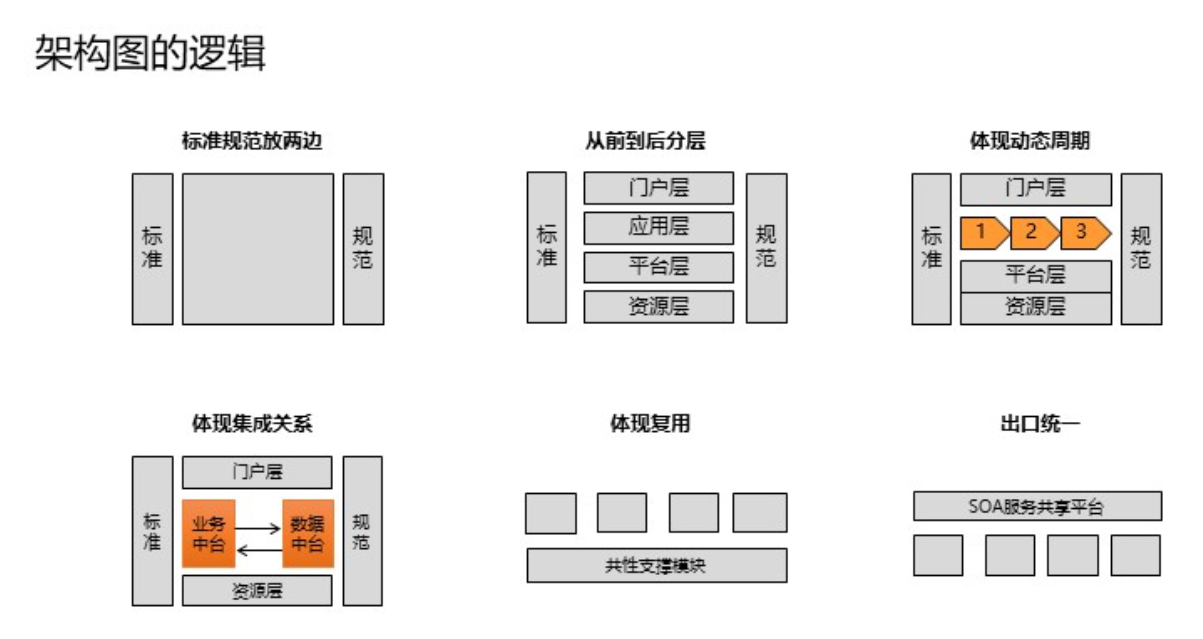 架构图的逻辑
标准规范放两边
标准
规范
从前到后分层
标准
门户层
应用层
平台层
资源层
规范
体现动态周期
标准
门户层
1 2 3
平台层
资源层
规范
体现集成关系
标准
门户层
业务
中台
数据
中台
资源层
规范
体现复用
共性支撑模块
出口统一
SOA服务共享平台